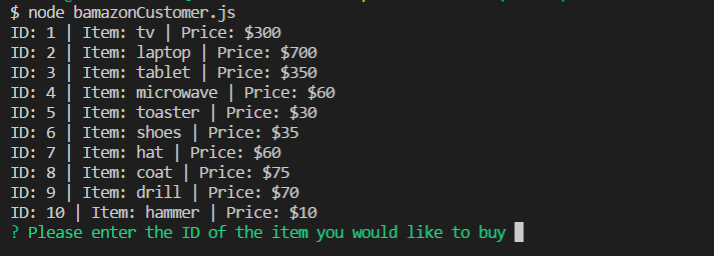 $ node bamazonCustomer.js
ID: 1 | Item: tv | Price: $300
ID: 2 | Item: laptop | Price: $700
ID: 3 | Item: tablet | Price: $350
ID: 4 | Item: microwave | Price: $60
ID: 5 | Item: toaster | Price: $30
ID: 6 | Item: shoes | Price: $35
ID: 7 | Item: hat | Price: $60
ID: 8 | Item: coat | Price: $75
ID: 9 | Item: drill | Price: $70
ID: 10 | Item: hammer | Price: $10
? Please enter the ID of the item you would like to buy